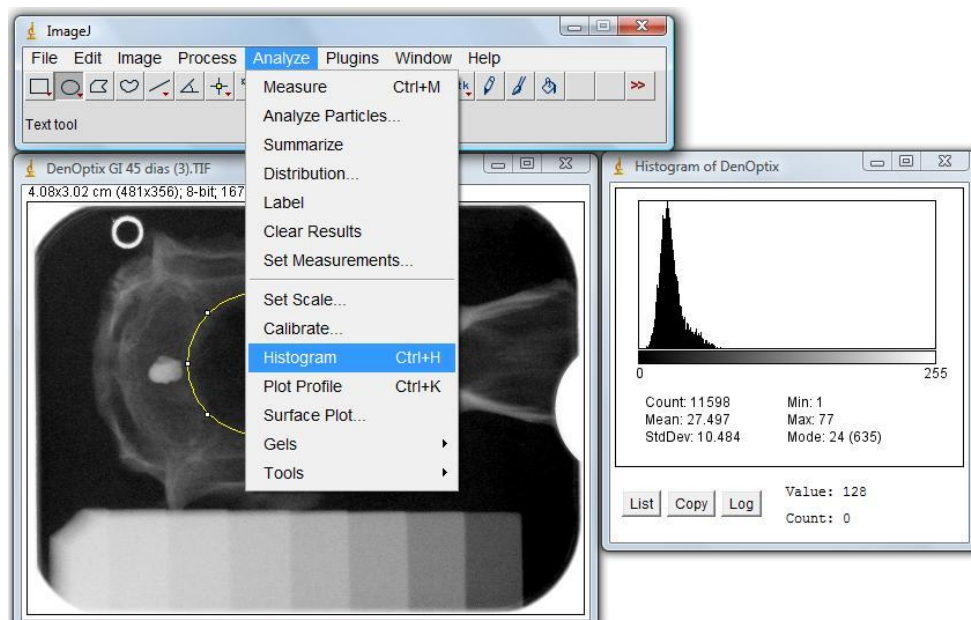 ImageJ
File Edit Image Process Analyze Plugins Window Help
Text tool
Measure Ctrl+M
Analyze Particles...
Summarize
Distribution...
Label
Clear Results
Set Measurements...
Set Scale...
Calibrate...
Histogram Ctrl+H
Plot Profile Ctrl+K
Surface Plot...
Gels
Tools
DenOptix GI 45 dias (3).TIF
4.08x3.02 cm (481x356); 8-bit; 167
Histogram of DenOptix
0 255
Count: 11598 Min: 1
Mean: 27.497 Max: 77
StdDev: 10.484 Mode: 24 (635)
List Copy Log
Value: 128
Count: 0